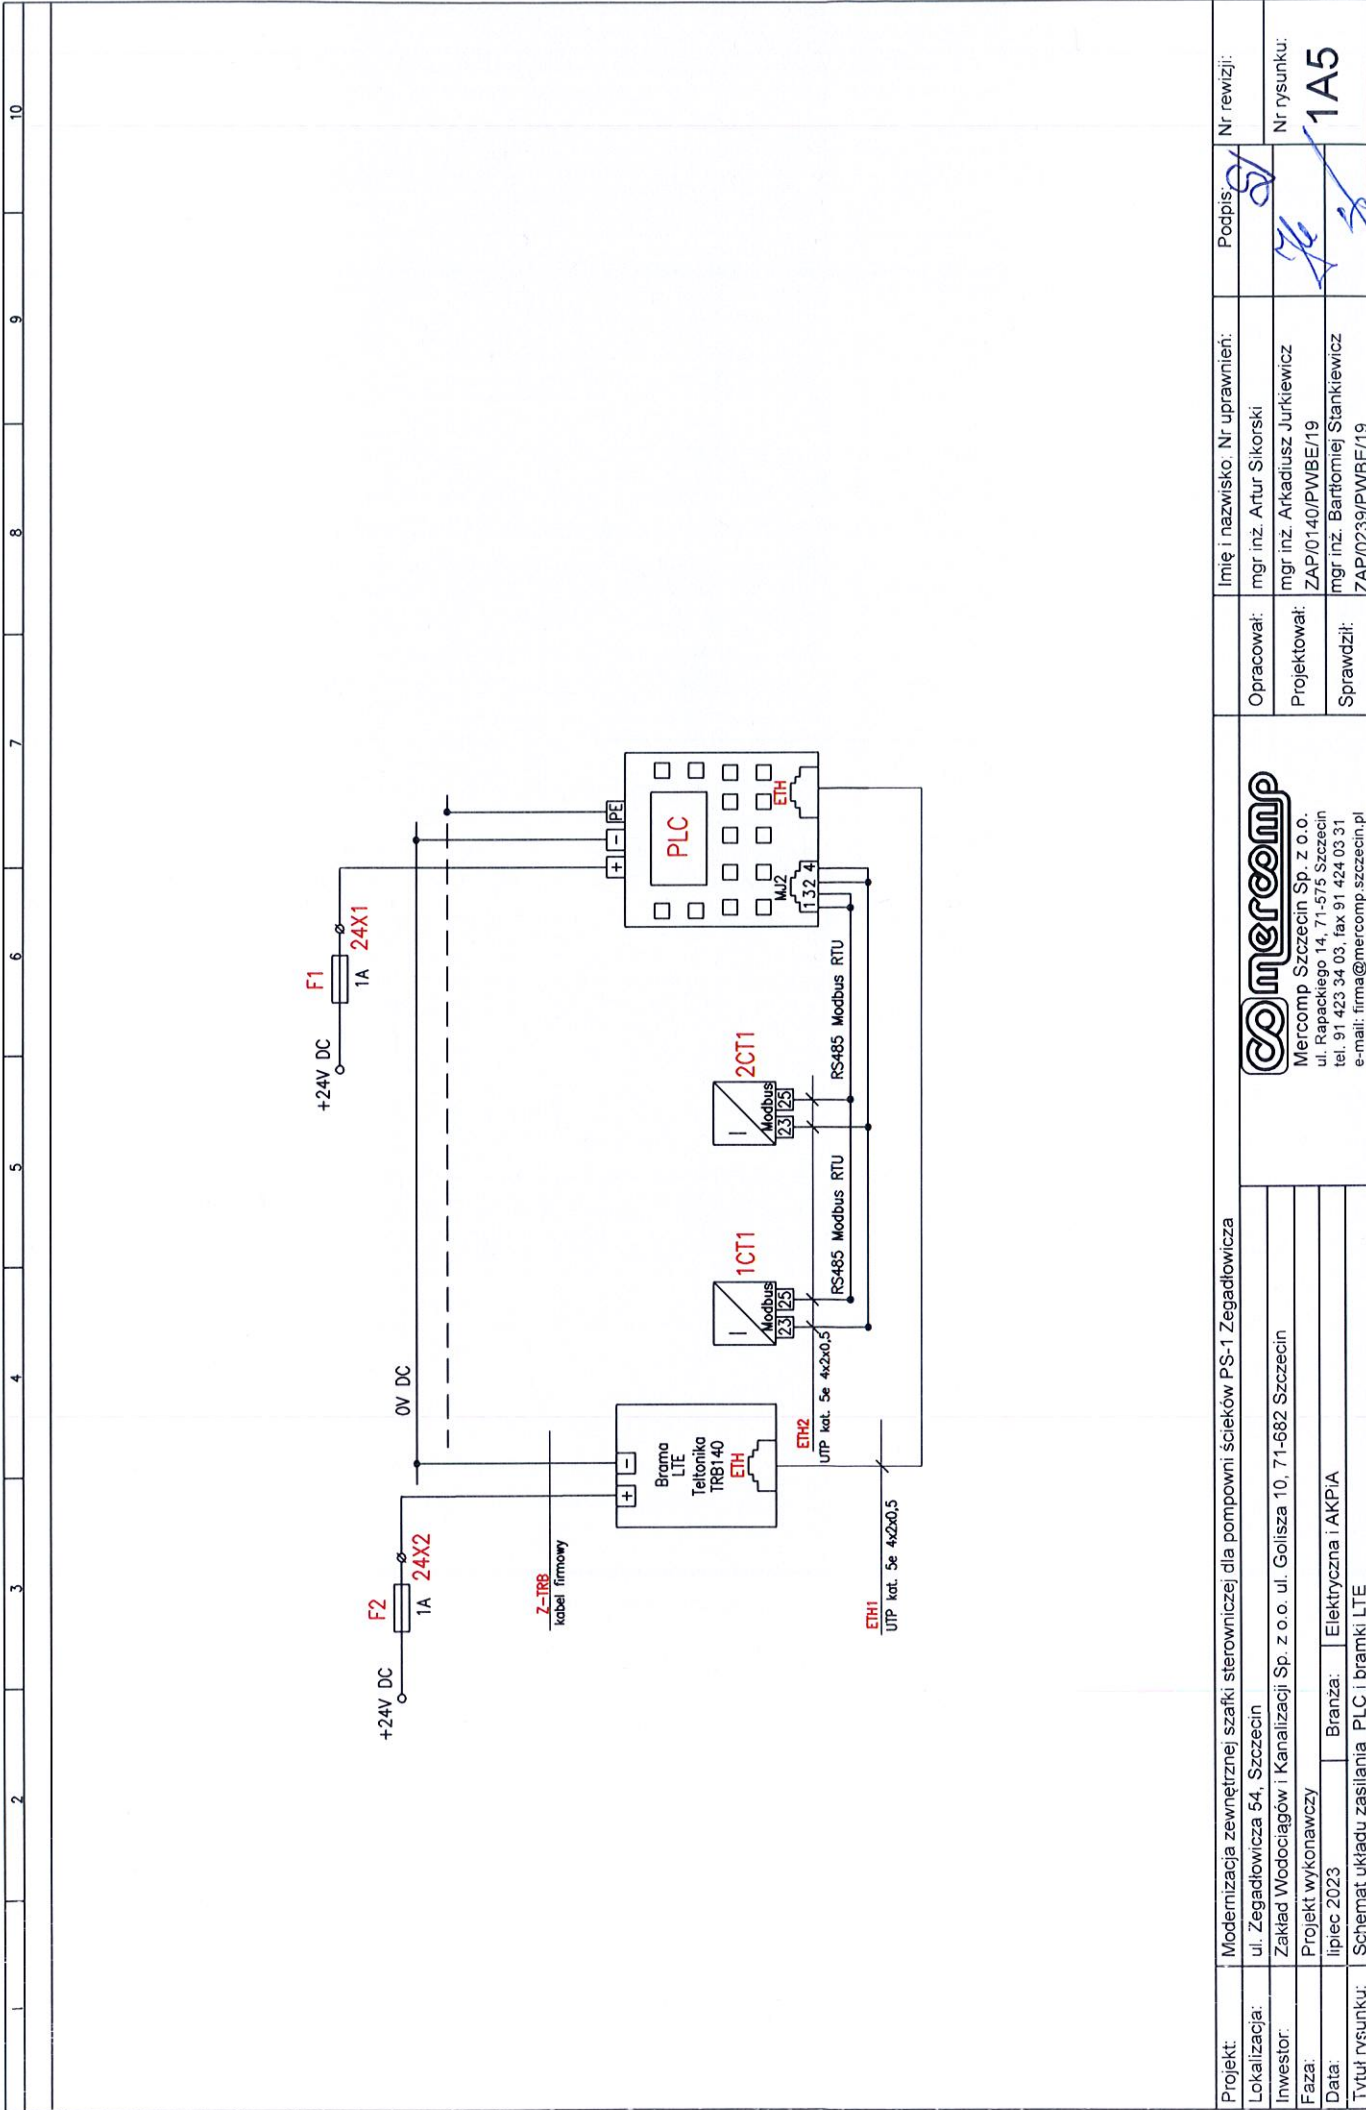 1 2 3 4 5 6 7 8 9 10
+24V DC
F1
1A
24X1
+24V DC
F2
1A
24X2
0V DC
Z-TRB
kabel firmowy
+ -
Brama
LTE
Teltonika
TRB140
ETH
+ - PE
PLC
MJ2
1 3 2 4
ETH
I
Modbus
23 25
1CT1
I
Modbus
23 25
2CT1
ETH2
UTP kat. 5e 4x2x0,5
RS485 Modbus RTU
RS485 Modbus RTU
ETH1
UTP kat. 5e 4x2x0,5
Projekt: Modernizacja zewnętrznej szafki sterowniczej dla pompowni ścieków PS-1 Zegadłowicza
Lokalizacja: ul. Zegadłowicza 54, Szczecin
Inwestor: Zakład Wodociągów i Kanalizacji Sp. z o.o. ul. Golisza 10, 71-682 Szczecin
Faza: Projekt wykonawczy
Data: lipiec 2023 Branża: Elektryczna i AKPiA
Tytuł rysunku: Schemat układu zasilania PLC i bramki LTE
mercomp
Mercomp Szczecin Sp. z o.o.
ul. Rapackiego 14, 71-575 Szczecin
tel. 91 423 34 03, fax 91 424 03 31
e-mail: firma@mercomp.szczecin.pl
Imię i nazwisko; Nr uprawnień: Podpis: Nr rewizji:
Opracował: mgr inż. Artur Sikorski
Projektował: mgr inż. Arkadiusz Jurkiewicz
ZAP/0140/PWBE/19
Sprawdził: mgr inż. Bartłomiej Stankiewicz
ZAP/0239/PWBE/19
Nr rysunku:
1A5